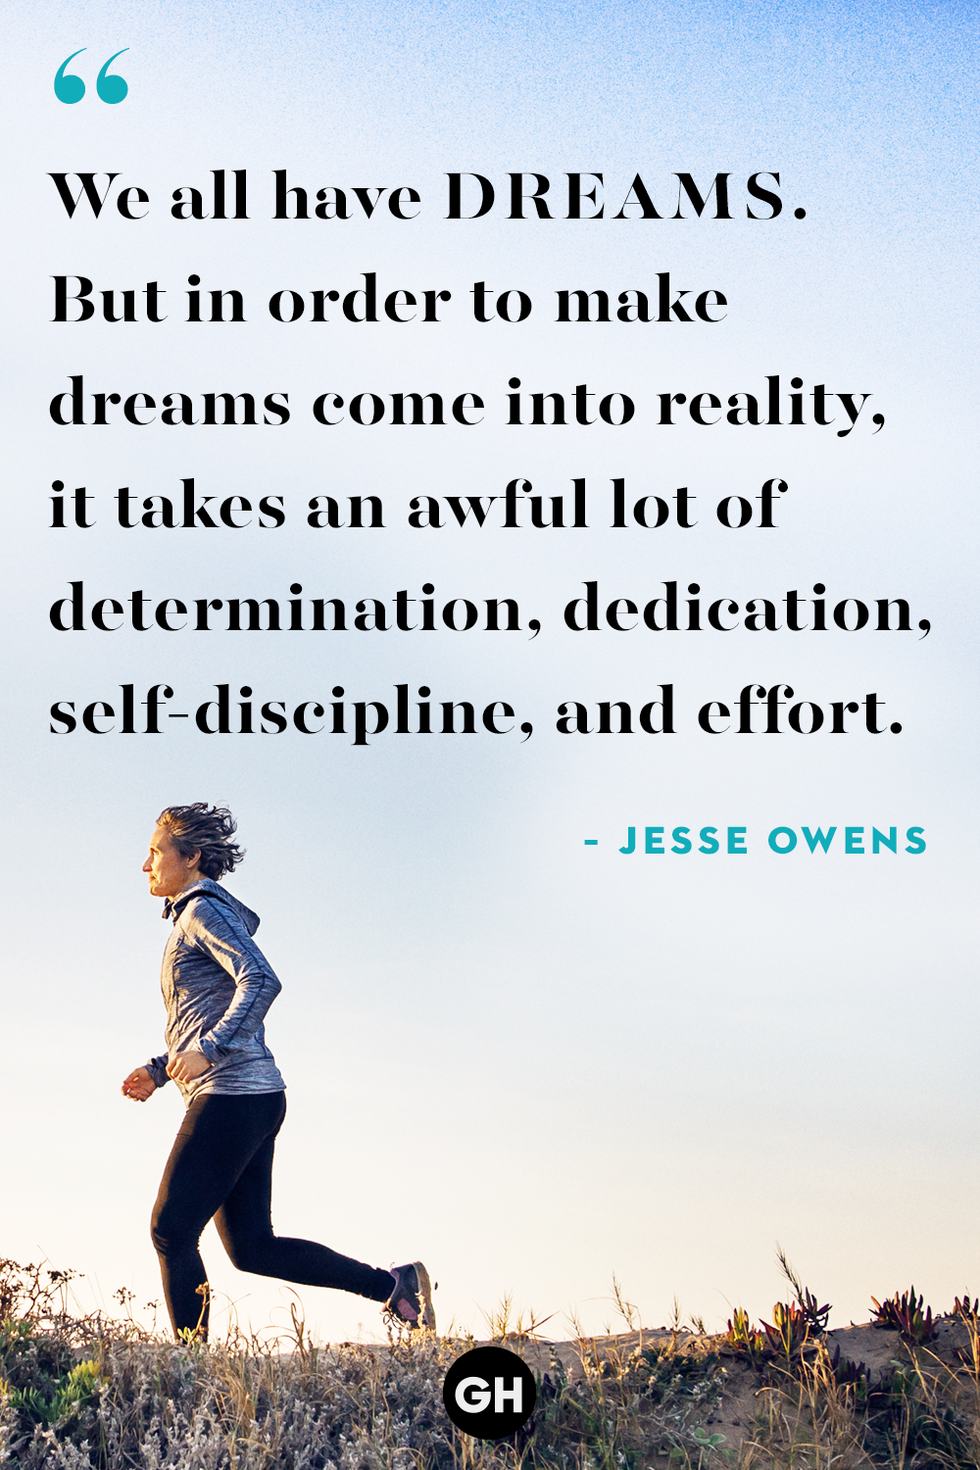 “
We all have DREAMS.
But in order to make
dreams come into reality,
it takes an awful lot of
determination, dedication,
self-discipline, and effort.
- JESSE OWENS
GH